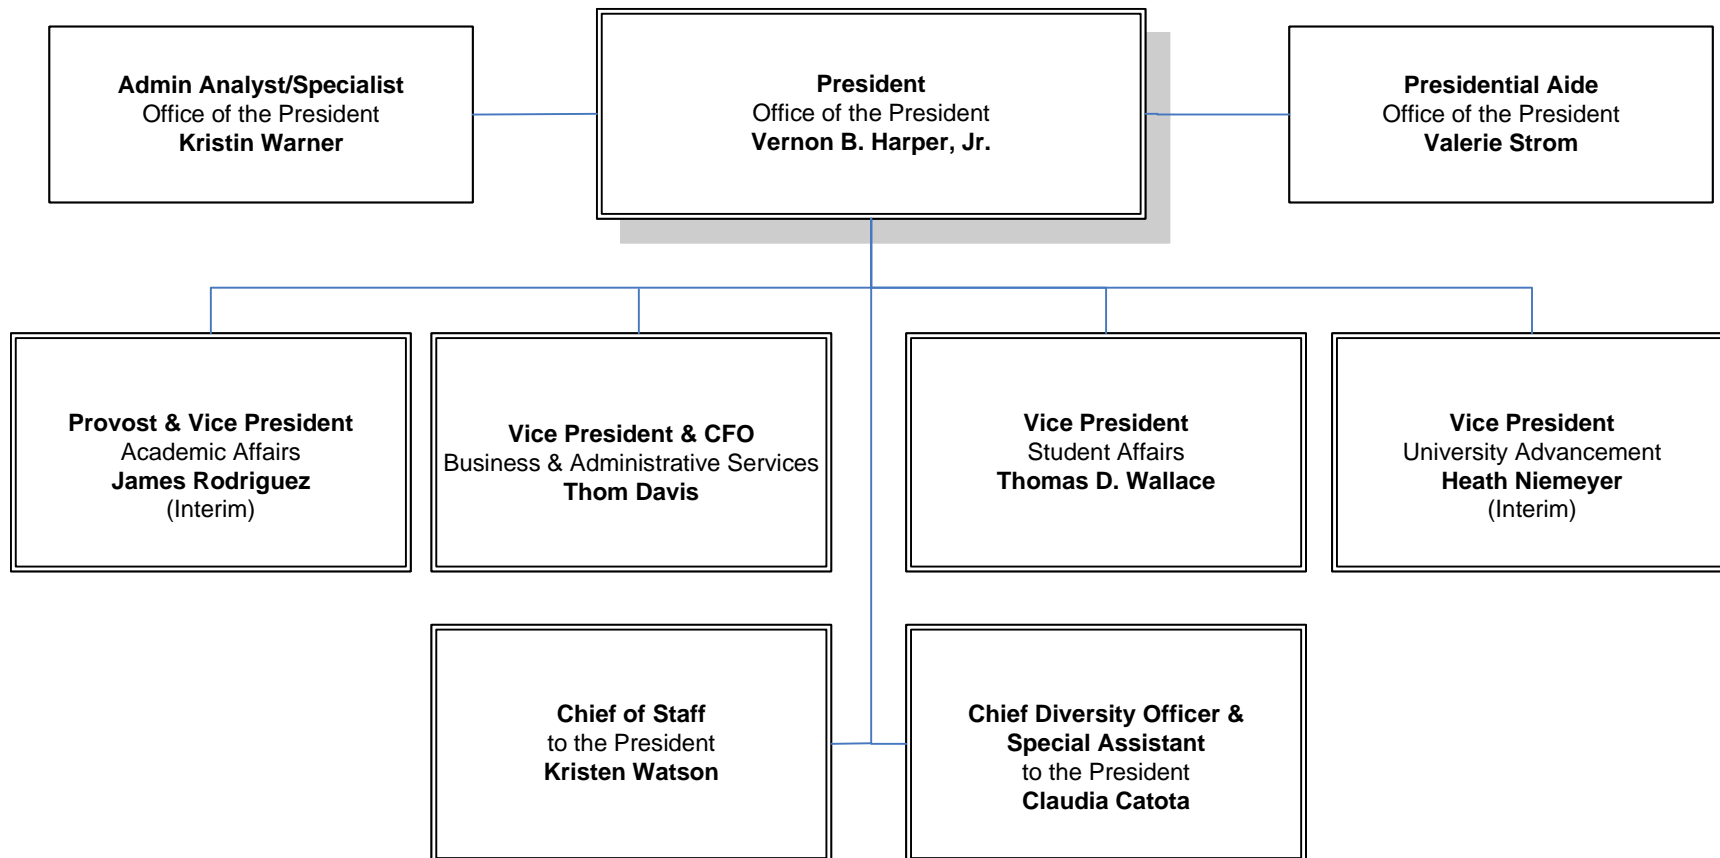 Admin Analyst/Specialist
Office of the President
Kristin Warner
President
Office of the President
Vernon B. Harper, Jr.
Presidential Aide
Office of the President
Valerie Strom
Provost & Vice President
Academic Affairs
James Rodriguez
(Interim)
Vice President & CFO
Business & Administrative Services
Thom Davis
Vice President
Student Affairs
Thomas D. Wallace
Vice President
University Advancement
Heath Niemeyer
(Interim)
Chief of Staff
to the President
Kristen Watson
Chief Diversity Officer &
Special Assistant
to the President
Claudia Catota